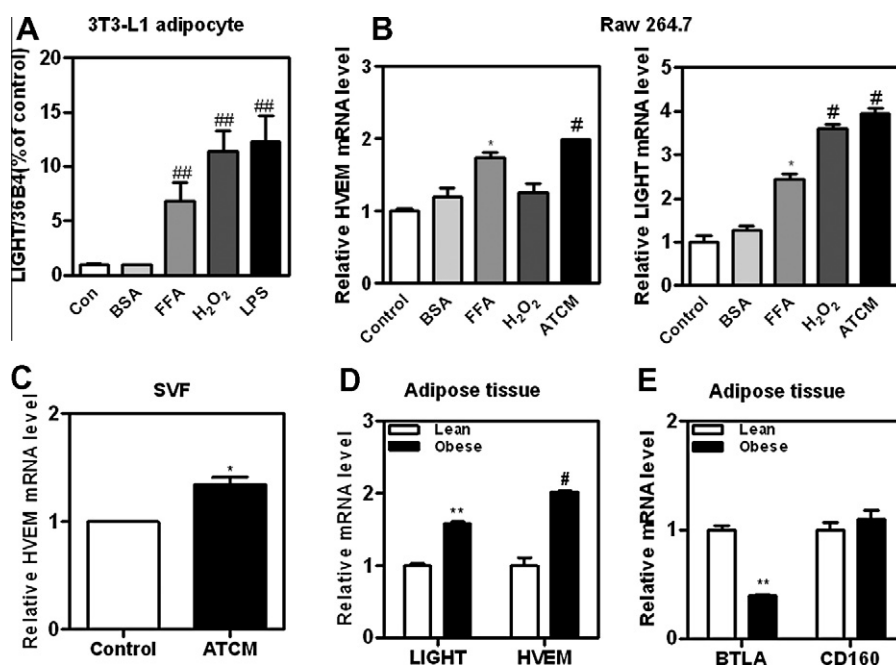 A
3T3-L1 adipocyte
LIGHT/36B4(% of control)
20
15
10
5
0
##
##
##
Con
BSA
FFA
H₂O₂
LPS
B
Raw 264.7
Relative HVEM mRNA level
3
2
1
0
*
#
Control
BSA
FFA
H₂O₂
ATCM
Relative LIGHT mRNA level
5
4
3
2
1
0
*
#
#
Control
BSA
FFA
H₂O₂
ATCM
C
SVF
Relative HVEM mRNA level
2
1
0
*
Control
ATCM
D
Adipose tissue
Relative mRNA level
3
2
1
0
Lean
Obese
**
#
LIGHT
HVEM
E
Adipose tissue
Relative mRNA level
2
1
0
Lean
Obese
**
BTLA
CD160